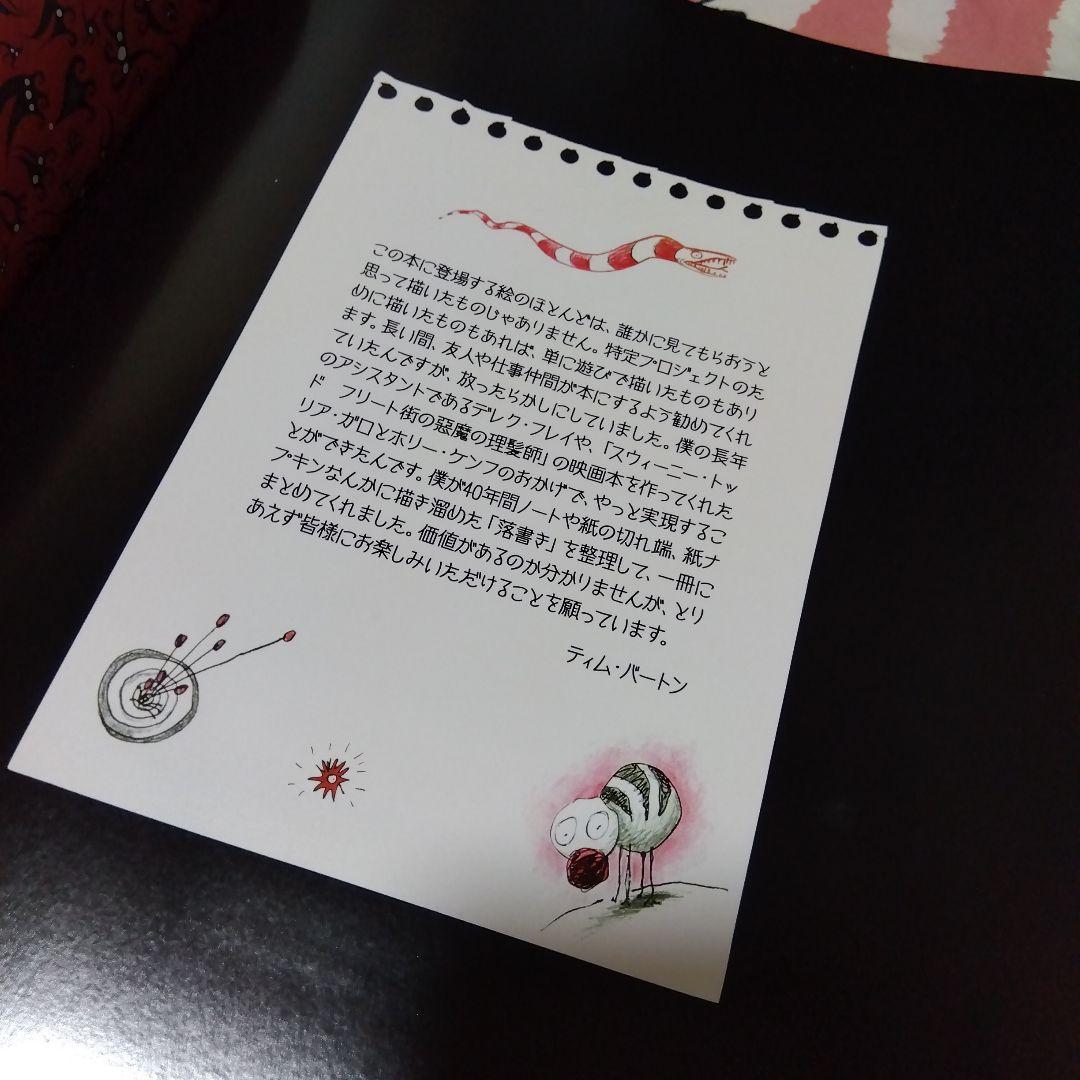 この本に登場する絵のほとんどは、誰かに見てもらおうと
思って描いたものじゃありません。特定プロジェクトのた
めに描いたものもあれば、単に遊びで描いたものもあり
ます。長い間、友人や仕事仲間が本にするよう勧めてくれ
ていたんですが、放ったらかしにしていました。僕の長年
のアシスタントであるデレク・フレイや、「スウィーニー・トッ
ド　フリート街の惡魔の理髪師」の映画本を作ってくれた
リア・ガロとホリー・ケンフのおかげで、やっと実現するこ
とができたんです。僕が40年間ノートや紙の切れ端、紙ナ
プキンなんかに描き溜めた「落書き」を整理して、一冊に
まとめてくれました。価値があるのか分かりませんが、とり
あえず皆様にお楽しみいただけることを願っています。
ティム・バートン